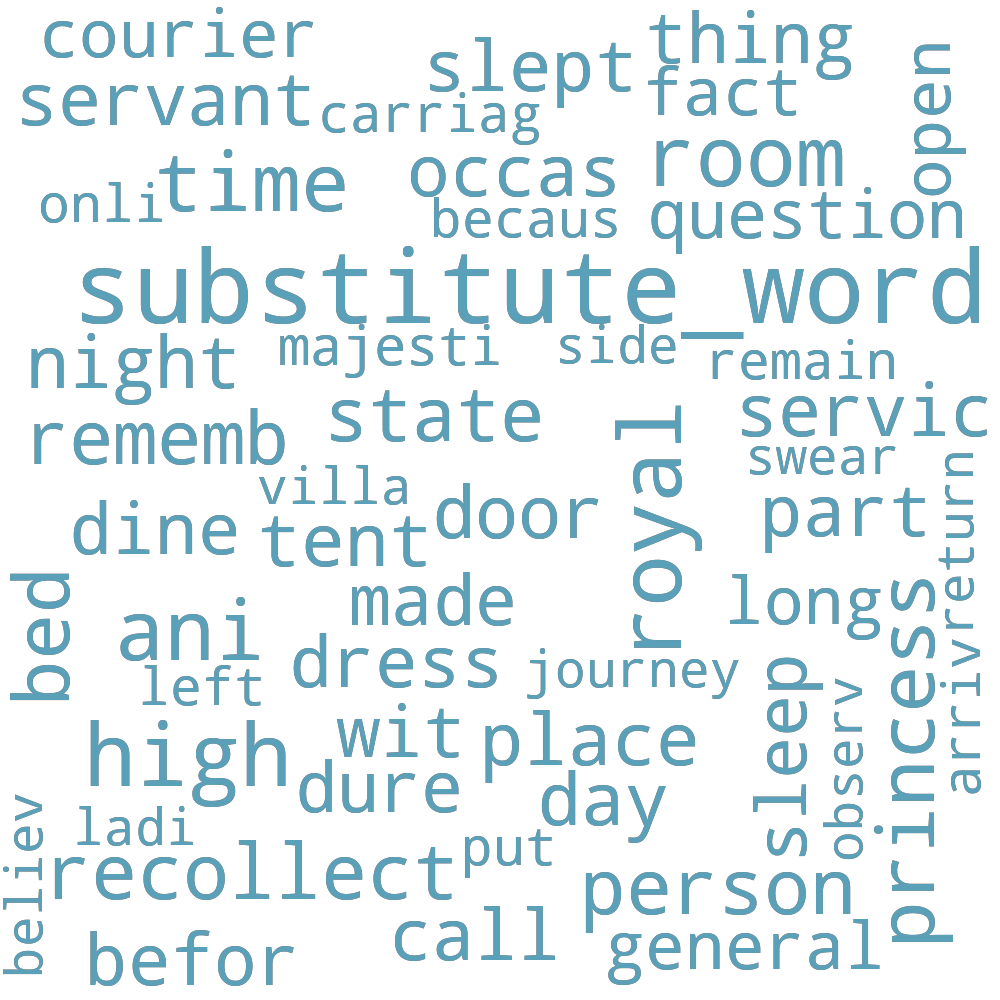 courier
thing
slept
open
servant
carriag
fact
time
occas
room
onli
becaus
question
substitute_word
night
majesti
side
remain
rememb
state
royal
servic
swear
villa
dine
tent
door
part
return
bed
ani
made
long
princess
left
dress
journey
sleep
observ
arriv
high
wit
place
dure
day
believ
ladi
recollect
put
person
befor
call
general